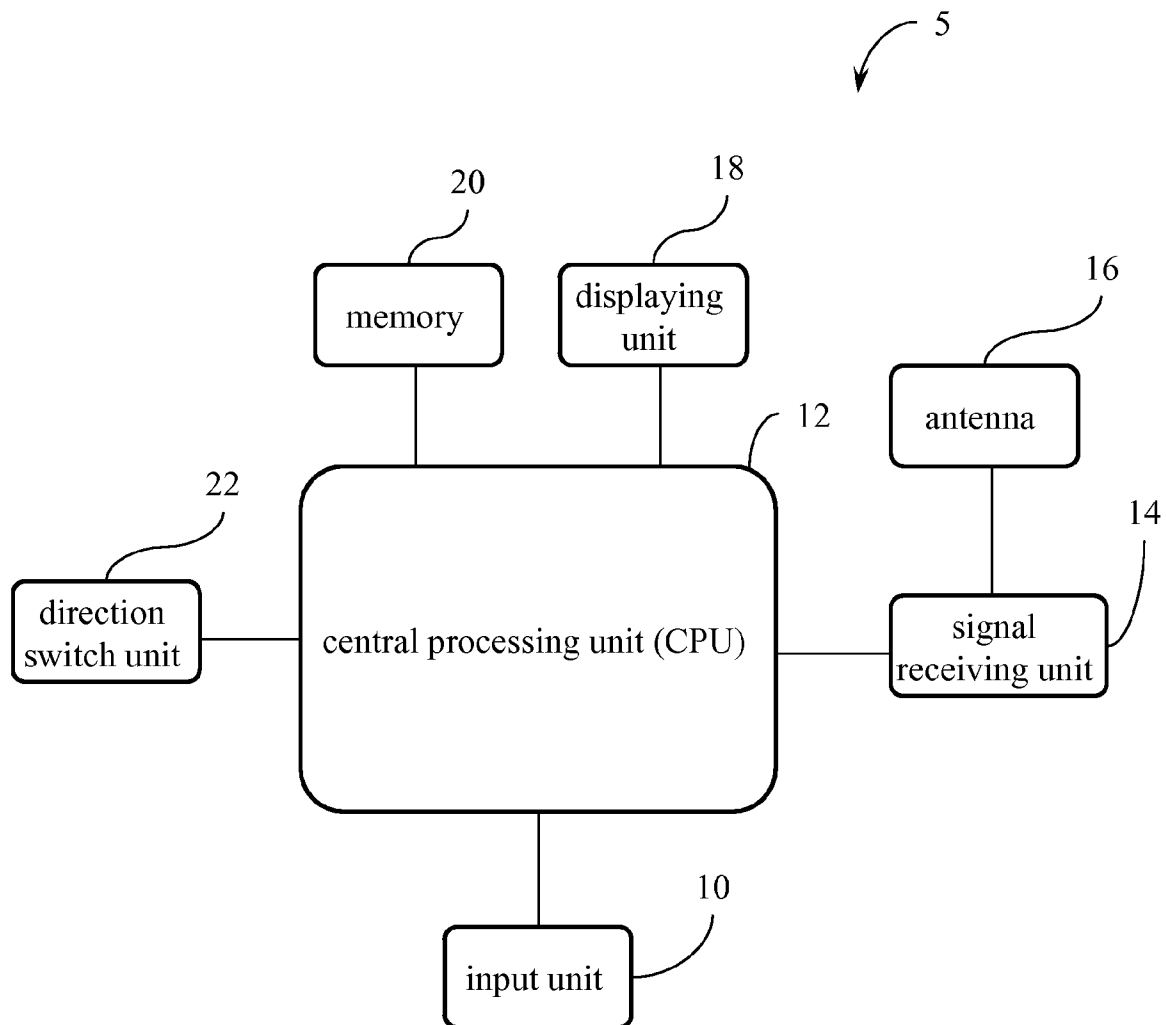 5
20
18
16
memory
displaying
unit
antenna
12
22
14
direction
switch unit
central processing unit (CPU)
signal
receiving unit
10
input unit